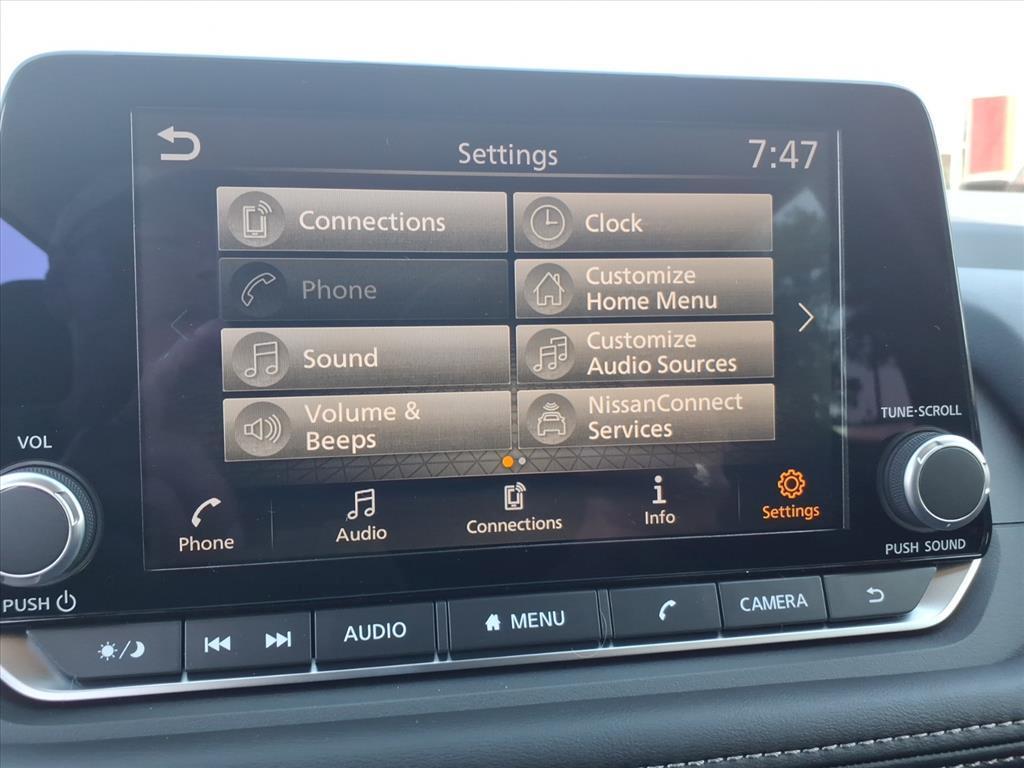 Settings
7:47
Connections
Clock
Phone
Customize
Home Menu
Sound
Customize
Audio Sources
Volume &
Beeps
NissanConnect
Services
Phone
Audio
Connections
Info
Settings
VOL
PUSH
TUNE·SCROLL
PUSH SOUND
AUDIO
MENU
CAMERA